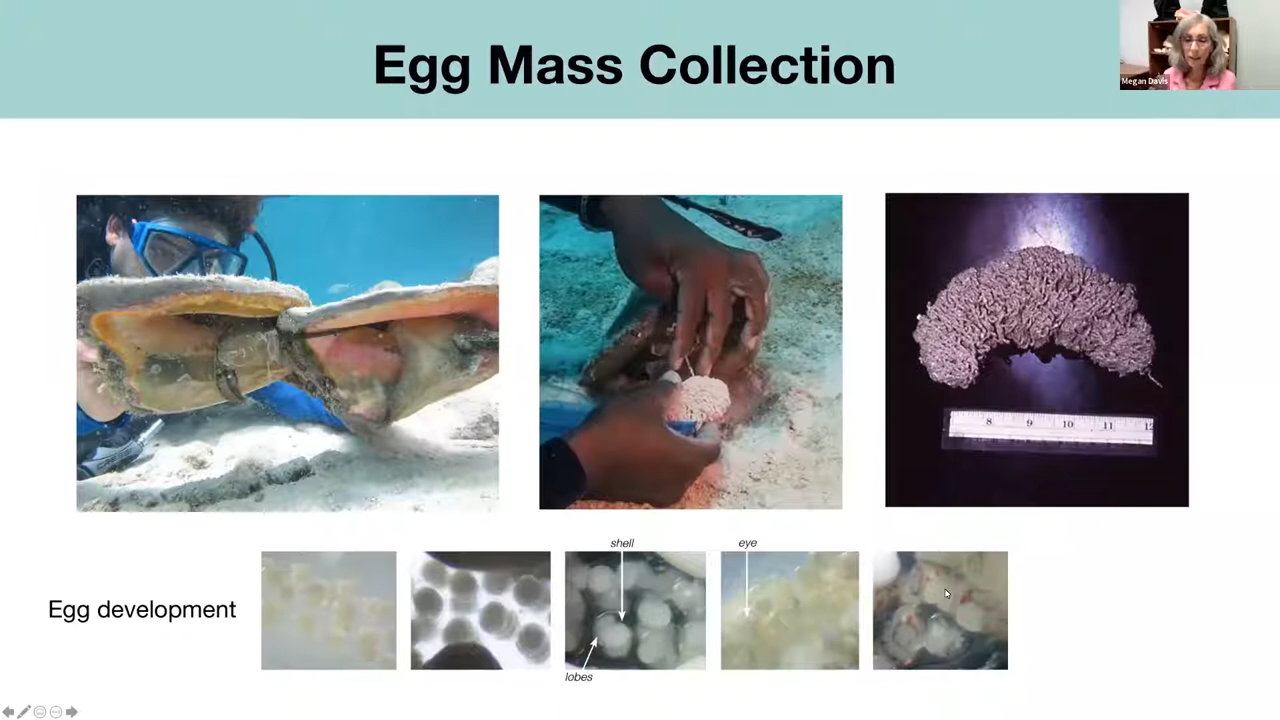 Egg Mass Collection
Megan Davis
8 9 10 11 12
shell
eye
Egg development
lobes